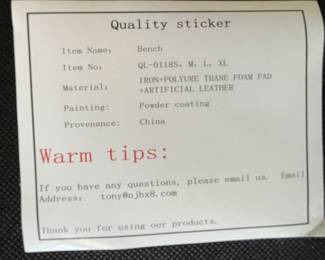 Quality sticker
Item Name: Bench
Item No: QL-0118S, M, L, XL
Material: IRON+POLYURE THANE FOAM PAD
+ARTIFICIAL LEATHER
Painting: Powder coating
Provenance: China
Warm tips:
If you have any questions, please email us. Email
Address: tony@njbx8.com
Thank you for using our products.